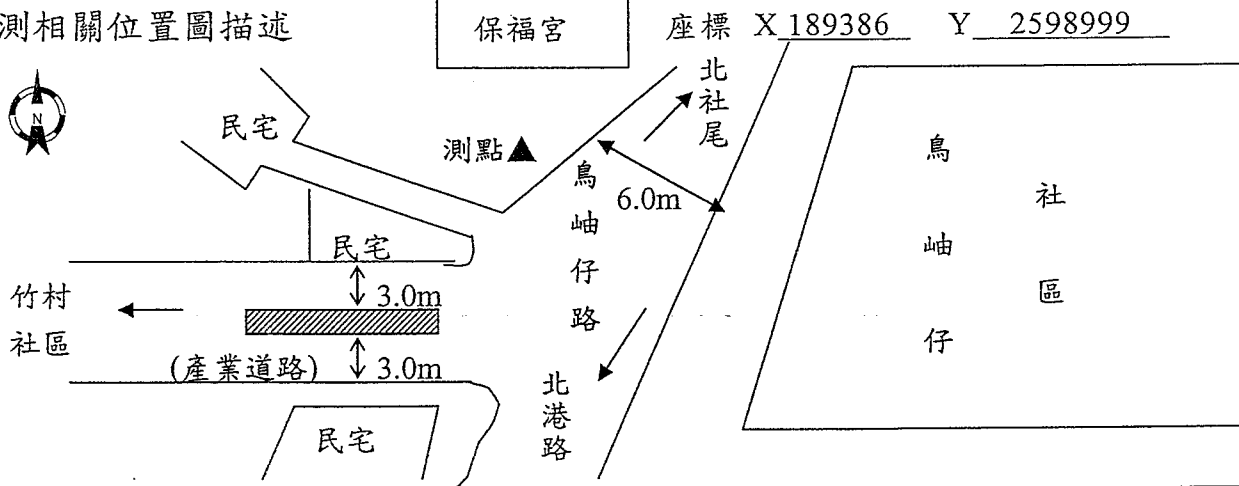 測相關位置圖描述
保福宮
座標 X 189386 Y 2598999
N
民宅
測點
北社尾
鳥岫仔路
6.0m
鳥岫仔
社區
民宅
竹村
社區
3.0m
(產業道路)
3.0m
北港路
民宅